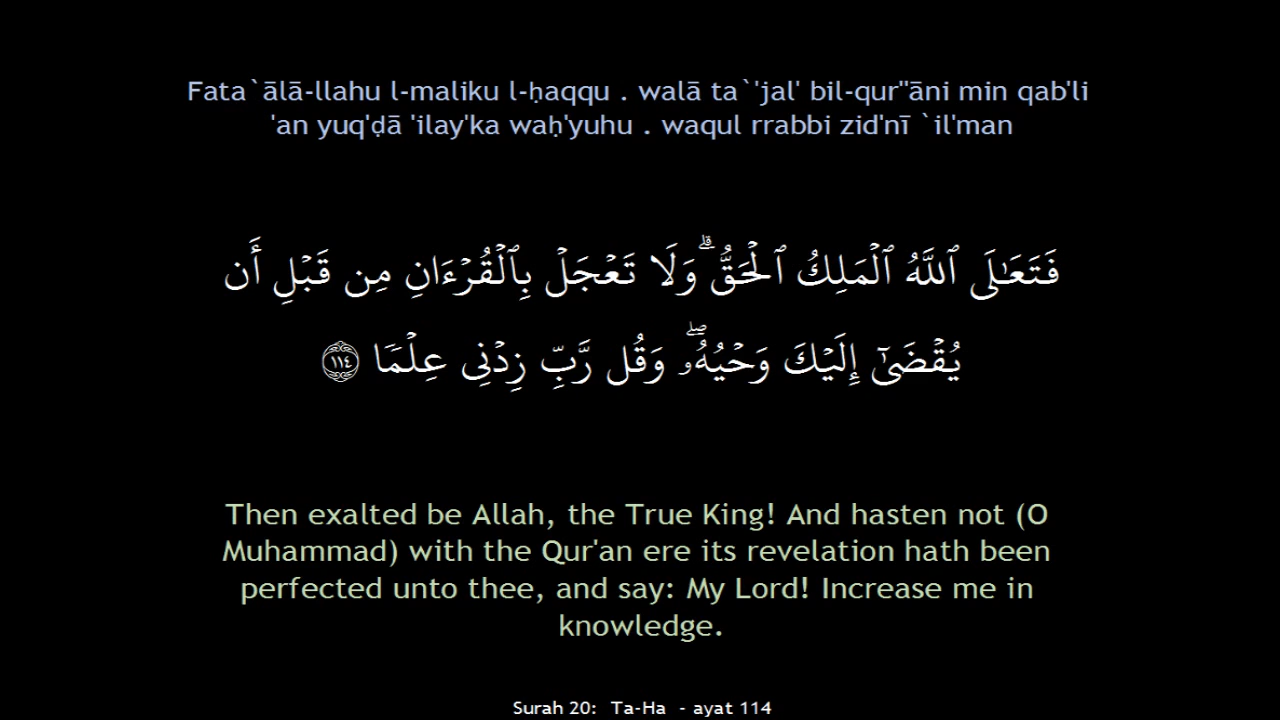 Fata`ālā-llahu l-maliku l-ḥaqqu . walā ta`'jal' bil-qur"āni min qab'li
'an yuq'ḍā 'ilay'ka waḥ'yuhu . waqul rrabbi zid'nī `il'man
فَتَعَـٰلَى ٱللَّهُ ٱلْمَلِكُ ٱلْحَقُّ ۗ وَلَا تَعْجَلْ بِٱلْقُرْءَانِ مِن قَبْلِ أَن
يُقْضَىٰٓ إِلَيْكَ وَحْيُهُۥ ۖ وَقُل رَّبِّ زِدْنِى عِلْمًا ١١٤
Then exalted be Allah, the True King! And hasten not (O
Muhammad) with the Qur'an ere its revelation hath been
perfected unto thee, and say: My Lord! Increase me in
knowledge.
Surah 20: Ta-Ha - ayat 114